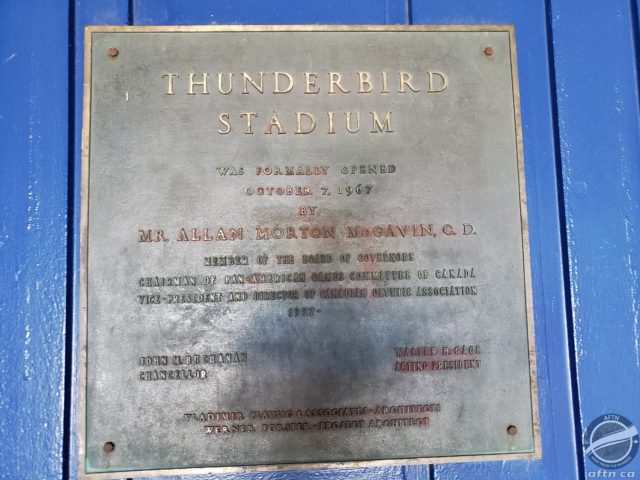 THUNDERBIRD
STADIUM
WAS FORMALLY OPENED
OCTOBER 7, 1967
BY
MR. ALLAN MORTON McGAVIN, C. D.
MEMBER OF THE BOARD OF GOVERNORS
CHAIRMAN OF PAN-AMERICAN GAMES COMMITTEE OF CANADA
VICE-PRESIDENT AND DIRECTOR OF CANADIAN OLYMPIC ASSOCIATION
1957-
JOHN M. BUCHANAN
CHANCELLOR
WALTER H. GAGE
ACTING PRESIDENT
VLADIMIR PLAVSIC & ASSOCIATES - ARCHITECTS
WERNER FORSTER - PROJECT ARCHITECT
AFTN
aftn.ca